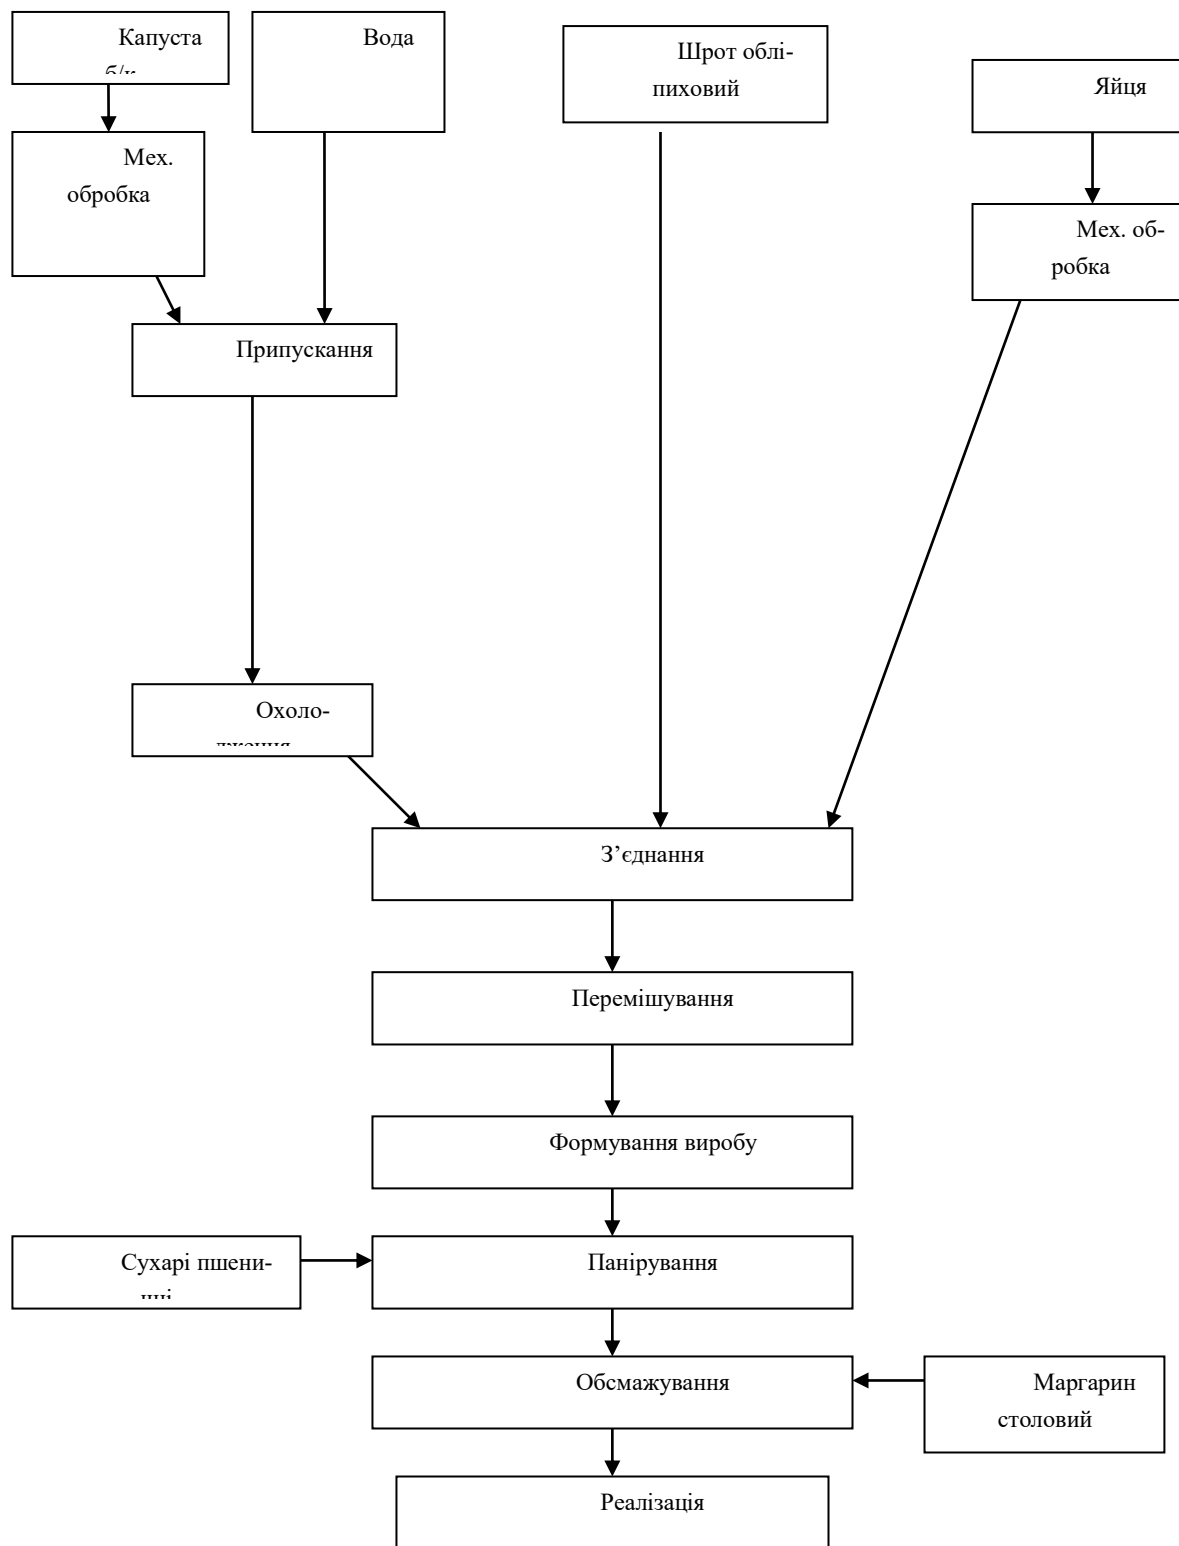 Капуста
Вода
Шрот облі-
пиховий
Яйця
Мех.
обробка
Мех. об-
робка
Припускання
Охоло-
З’єднання
Перемішування
Формування виробу
Сухарі пшени-
Панірування
Обсмажування
Маргарин
столовий
Реалізація